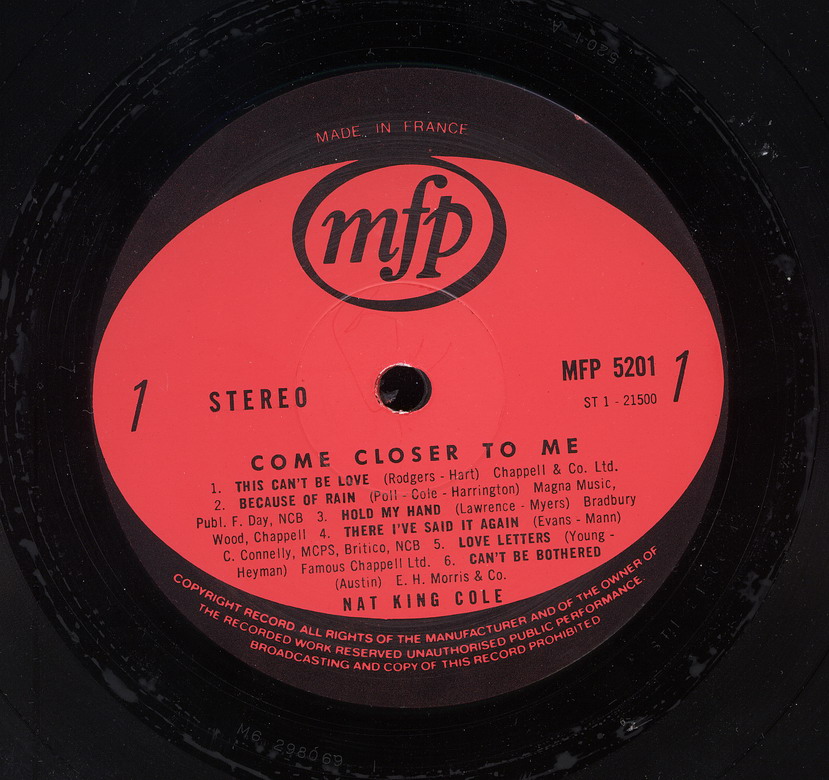 MADE IN FRANCE
mfp
1 STEREO MFP 5201 1
ST 1 - 21500
COME CLOSER TO ME
1. THIS CAN'T BE LOVE (Rodgers - Hart) Chappell & Co. Ltd.
2. BECAUSE OF RAIN (Poll - Cole - Harrington) Magna Music,
Publ. F. Day, NCB 3. HOLD MY HAND (Lawrence - Myers) Bradbury
Wood, Chappell 4. THERE I'VE SAID IT AGAIN (Evans - Mann)
C. Connelly, MCPS, Britico, NCB 5. LOVE LETTERS (Young -
Heyman) Famous Chappell Ltd. 6. CAN'T BE BOTHERED
(Austin) E. H. Morris & Co.
NAT KING COLE
COPYRIGHT RECORD. ALL RIGHTS OF THE MANUFACTURER AND OF THE OWNER OF
THE RECORDED WORK RESERVED UNAUTHORISED PUBLIC PERFORMANCE.
BROADCASTING AND COPY OF THIS RECORD PROHIBITED
M6 298069 1